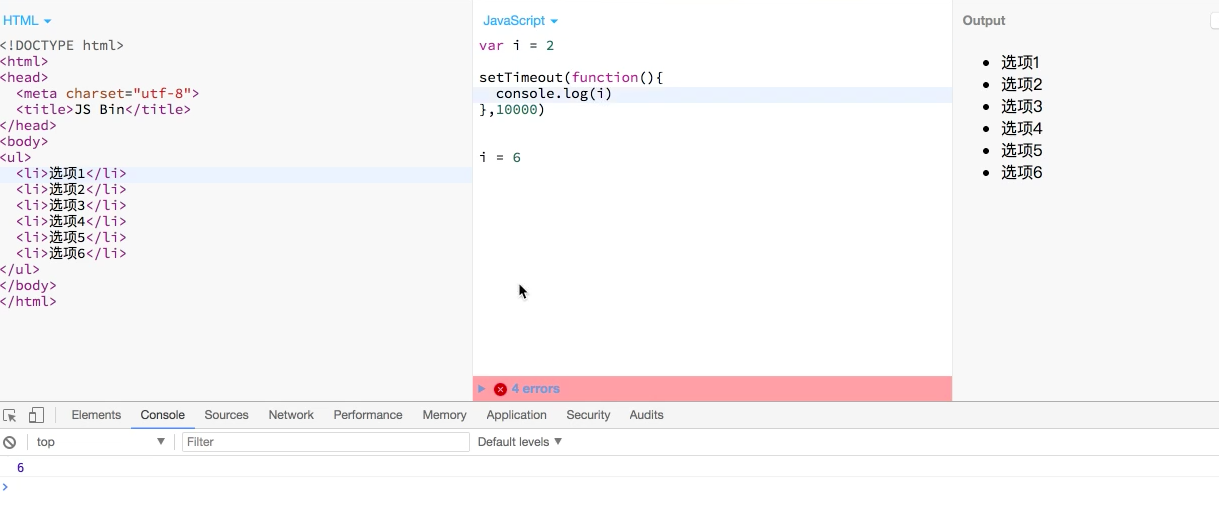 HTML
<!DOCTYPE html>
<html>
<head>
  <meta charset="utf-8">
  <title>JS Bin</title>
</head>
<body>
<ul>
  <li>选项1</li>
  <li>选项2</li>
  <li>选项3</li>
  <li>选项4</li>
  <li>选项5</li>
  <li>选项6</li>
</ul>
</body>
</html>
JavaScript
var i = 2
setTimeout(function(){
  console.log(i)
},10000)
i = 6
4 errors
Output
选项1
选项2
选项3
选项4
选项5
选项6
Elements Console Sources Network Performance Memory Application Security Audits
top Filter Default levels
6